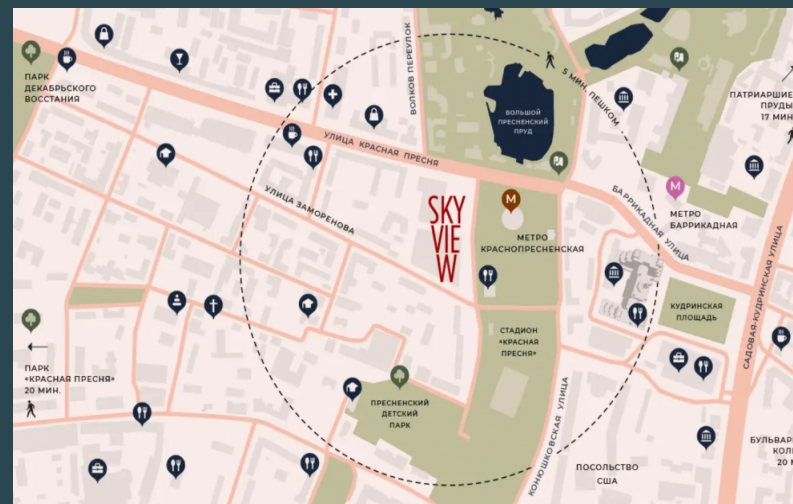 ПАРК
ДЕКАБРЬСКОГО
ВОССТАНИЯ
ВОЛКОВ ПЕРЕУЛОК
5 МИН. ПЕШКОМ
БОЛЬШОЙ
ПРЕСНЕНСКИЙ
ПРУД
ПАТРИАРШИЕ
ПРУДЫ
17 МИН
УЛИЦА КРАСНАЯ ПРЕСНЯ
УЛИЦА ЗАМОРЕНОВА
SKY
VIE
W
М
МЕТРО
КРАСНОПРЕСНЕНСКАЯ
М
МЕТРО
БАРРИКАДНАЯ
БАРРИКАДНАЯ УЛИЦА
САДОВАЯ-КУДРИНСКАЯ УЛИЦА
КУДРИНСКАЯ
ПЛОЩАДЬ
СТАДИОН
«КРАСНАЯ
ПРЕСНЯ»
ПАРК
«КРАСНАЯ ПРЕСНЯ»
20 МИН.
ПРЕСНЕНСКИЙ
ДЕТСКИЙ
ПАРК
КОНЮШКОВСКАЯ УЛИЦА
ПОСОЛЬСТВО
США
БУЛЬВАР
КОЛ
20 М